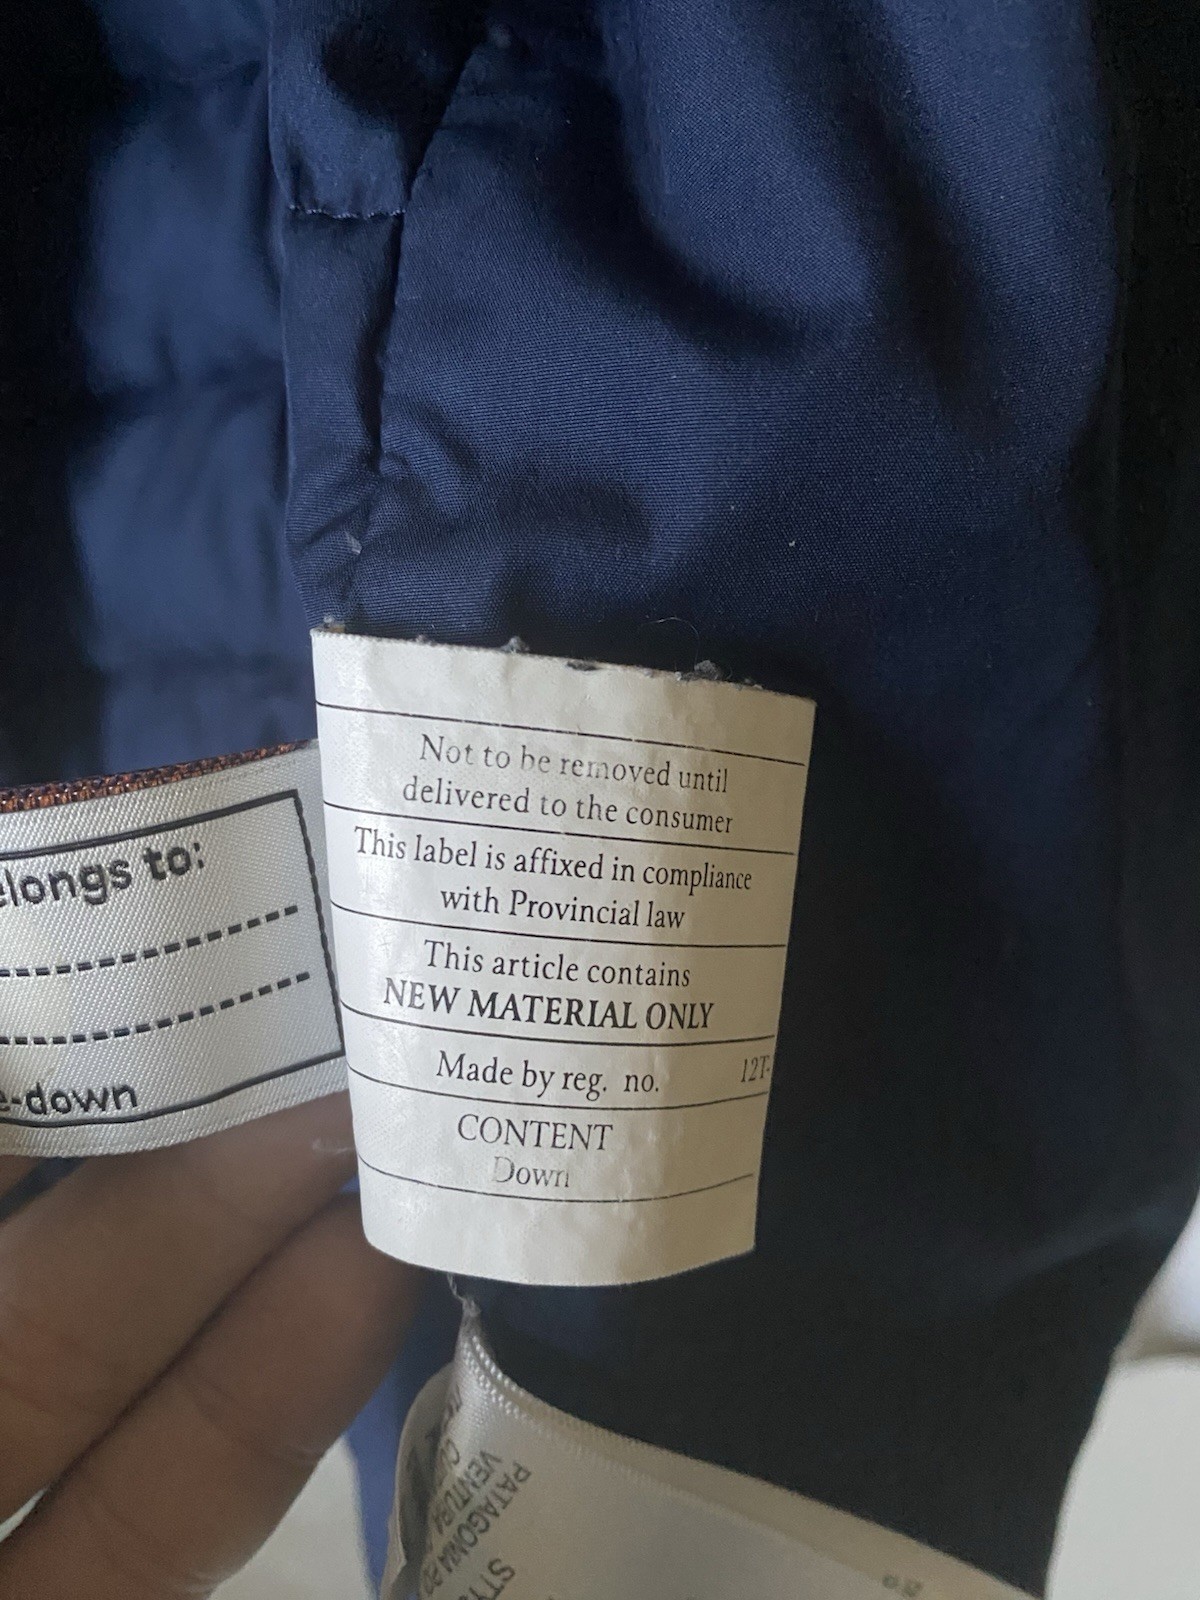 Not to be removed until
delivered to the consumer
This label is affixed in compliance
with Provincial law
This article contains
NEW MATERIAL ONLY
Made by reg. no. 12T-
CONTENT
Down
elongs to:
e-down
PATAGONIA PO
VENTURA